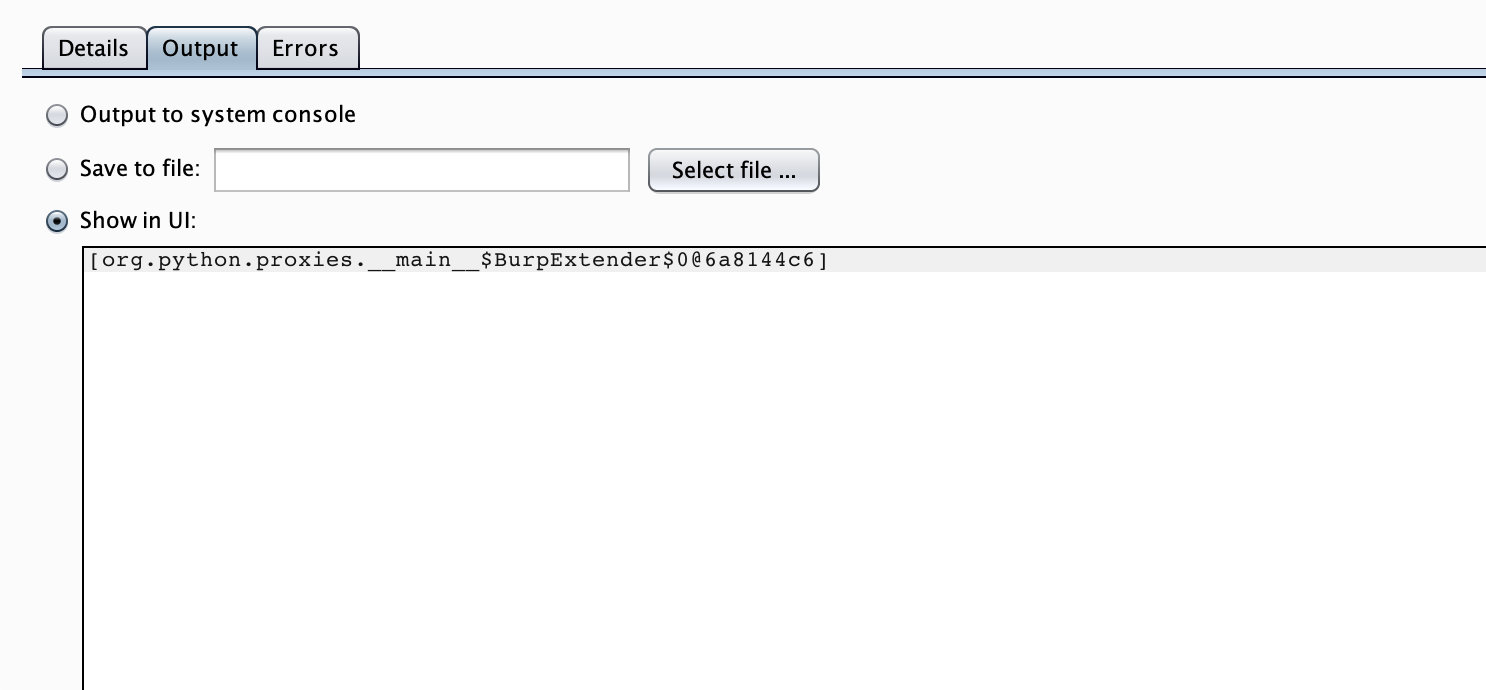 Details Output Errors
Output to system console
Save to file: Select file ...
Show in UI:
[org.python.proxies.__main__$BurpExtender$0@6a8144c6]